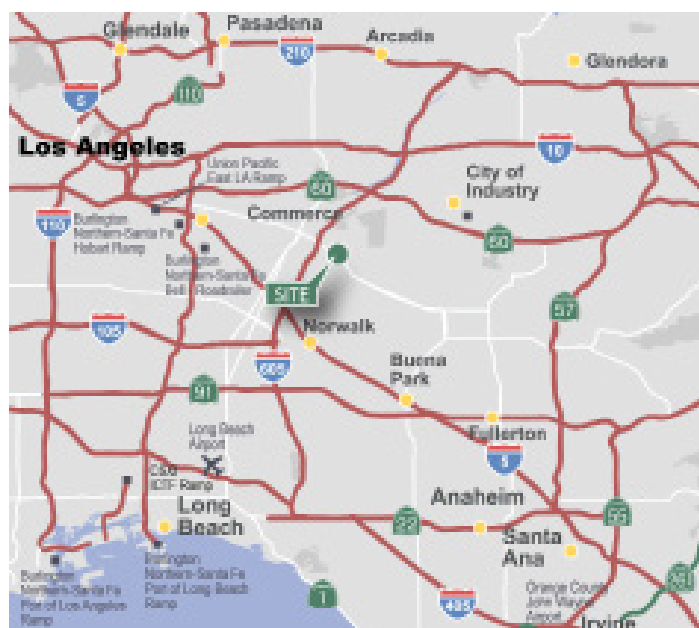 Glendale
Pasadena
210
Arcadia
Glendora
5
110
Los Angeles
10
Union Pacific
East LA Ramp
60
City of
Industry
Commerce
110
Burlington
Northern-Santa Fe
Hobart Ramp
60
Burlington
Northern-Santa Fe
SITE
57
105
Norwalk
605
Buena
Park
91
Long Beach
Airport
Fullerton
5
ICTF Ramp
Long
Beach
Anaheim
22
55
Santa
Ana
Burlington
Northern-Santa Fe
Port of Long Beach
Ramp
Burlington
Northern-Santa Fe
Port of Los Angeles
Ramp
1
405
Orange County
John Wayne
Airport
Irvine